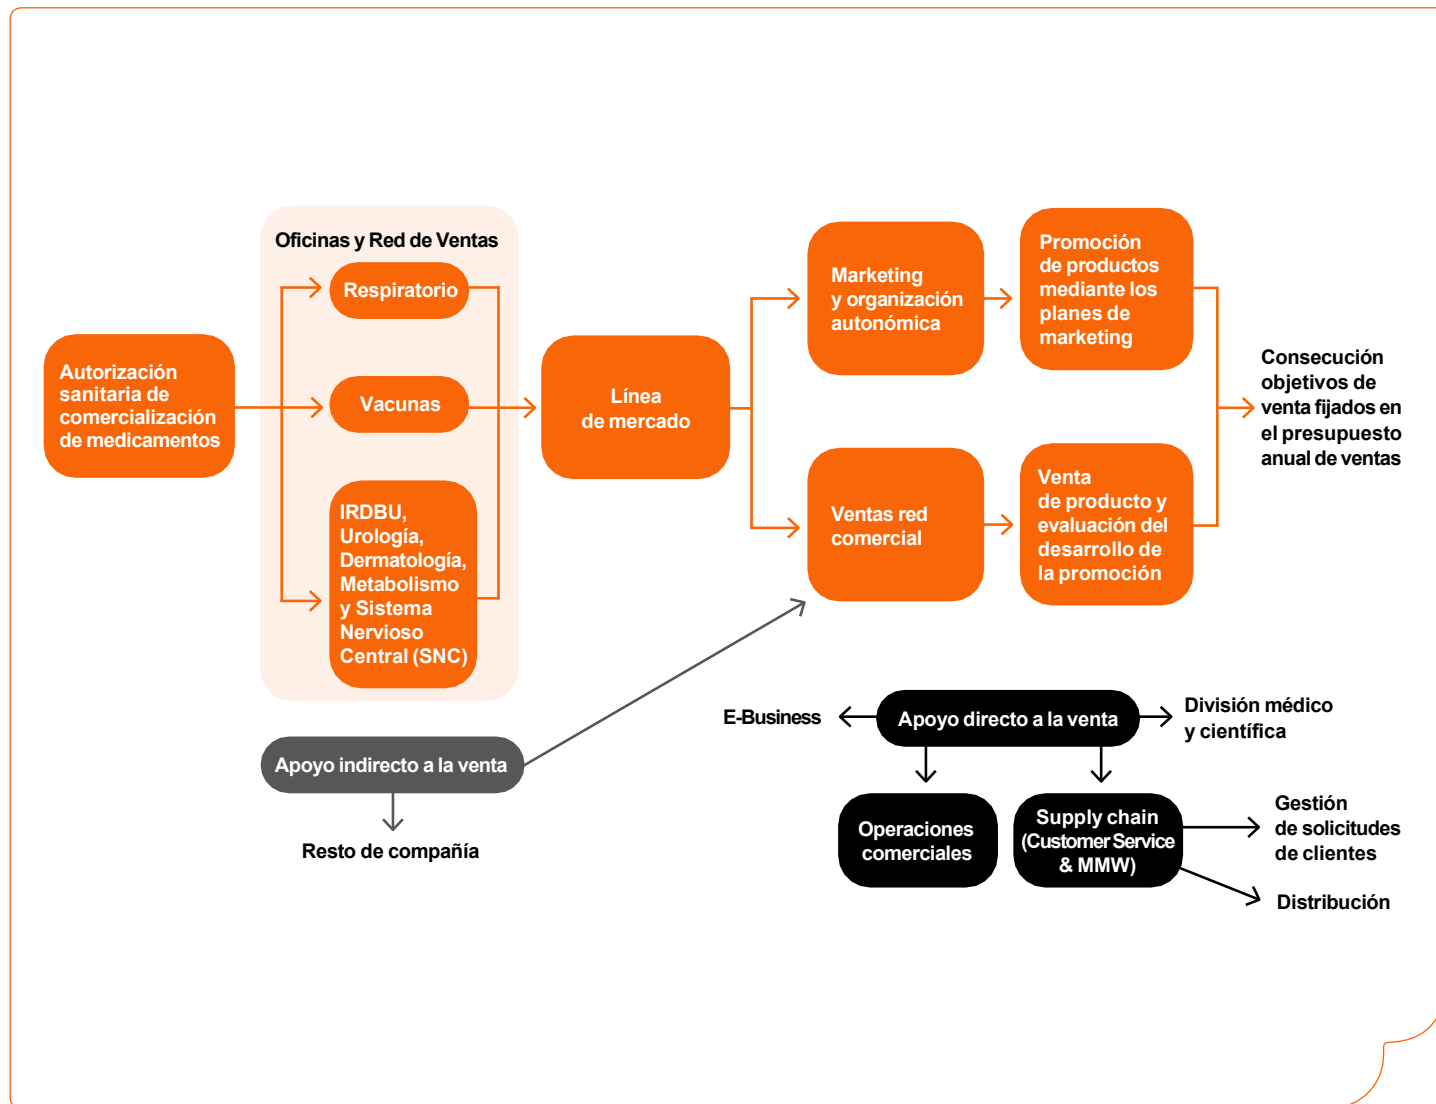 Oficinas y Red de Ventas
Respiratorio
Vacunas
IRDBU,
Urología,
Dermatología,
Metabolismo
y Sistema
Nervioso
Central (SNC)
Autorización
sanitaria de
comercialización
de medicamentos
Línea
de mercado
Marketing
y organización
autonómica
Promoción
de productos
mediante los
planes de
marketing
Ventas red
comercial
Venta
de producto y
evaluación del
desarrollo de
la promoción
Consecución
objetivos de
venta fijados en
el presupuesto
anual de ventas
Apoyo indirecto a la venta
Resto de compañía
E-Business
Apoyo directo a la venta
División médico
y científica
Operaciones
comerciales
Supply chain
(Customer Service
& MMW)
Gestión
de solicitudes
de clientes
Distribución